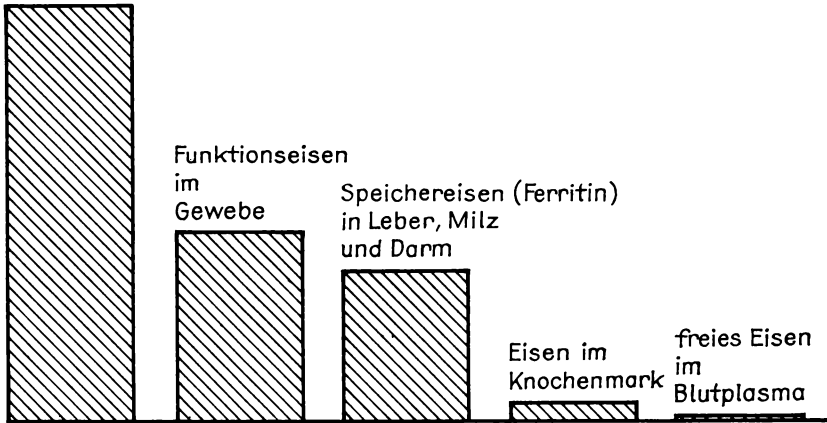 Funktionseisen
im
Gewebe
Speichereisen (Ferritin)
in Leber, Milz
und Darm
Eisen im
Knochenmark
freies Eisen
im
Blutplasma